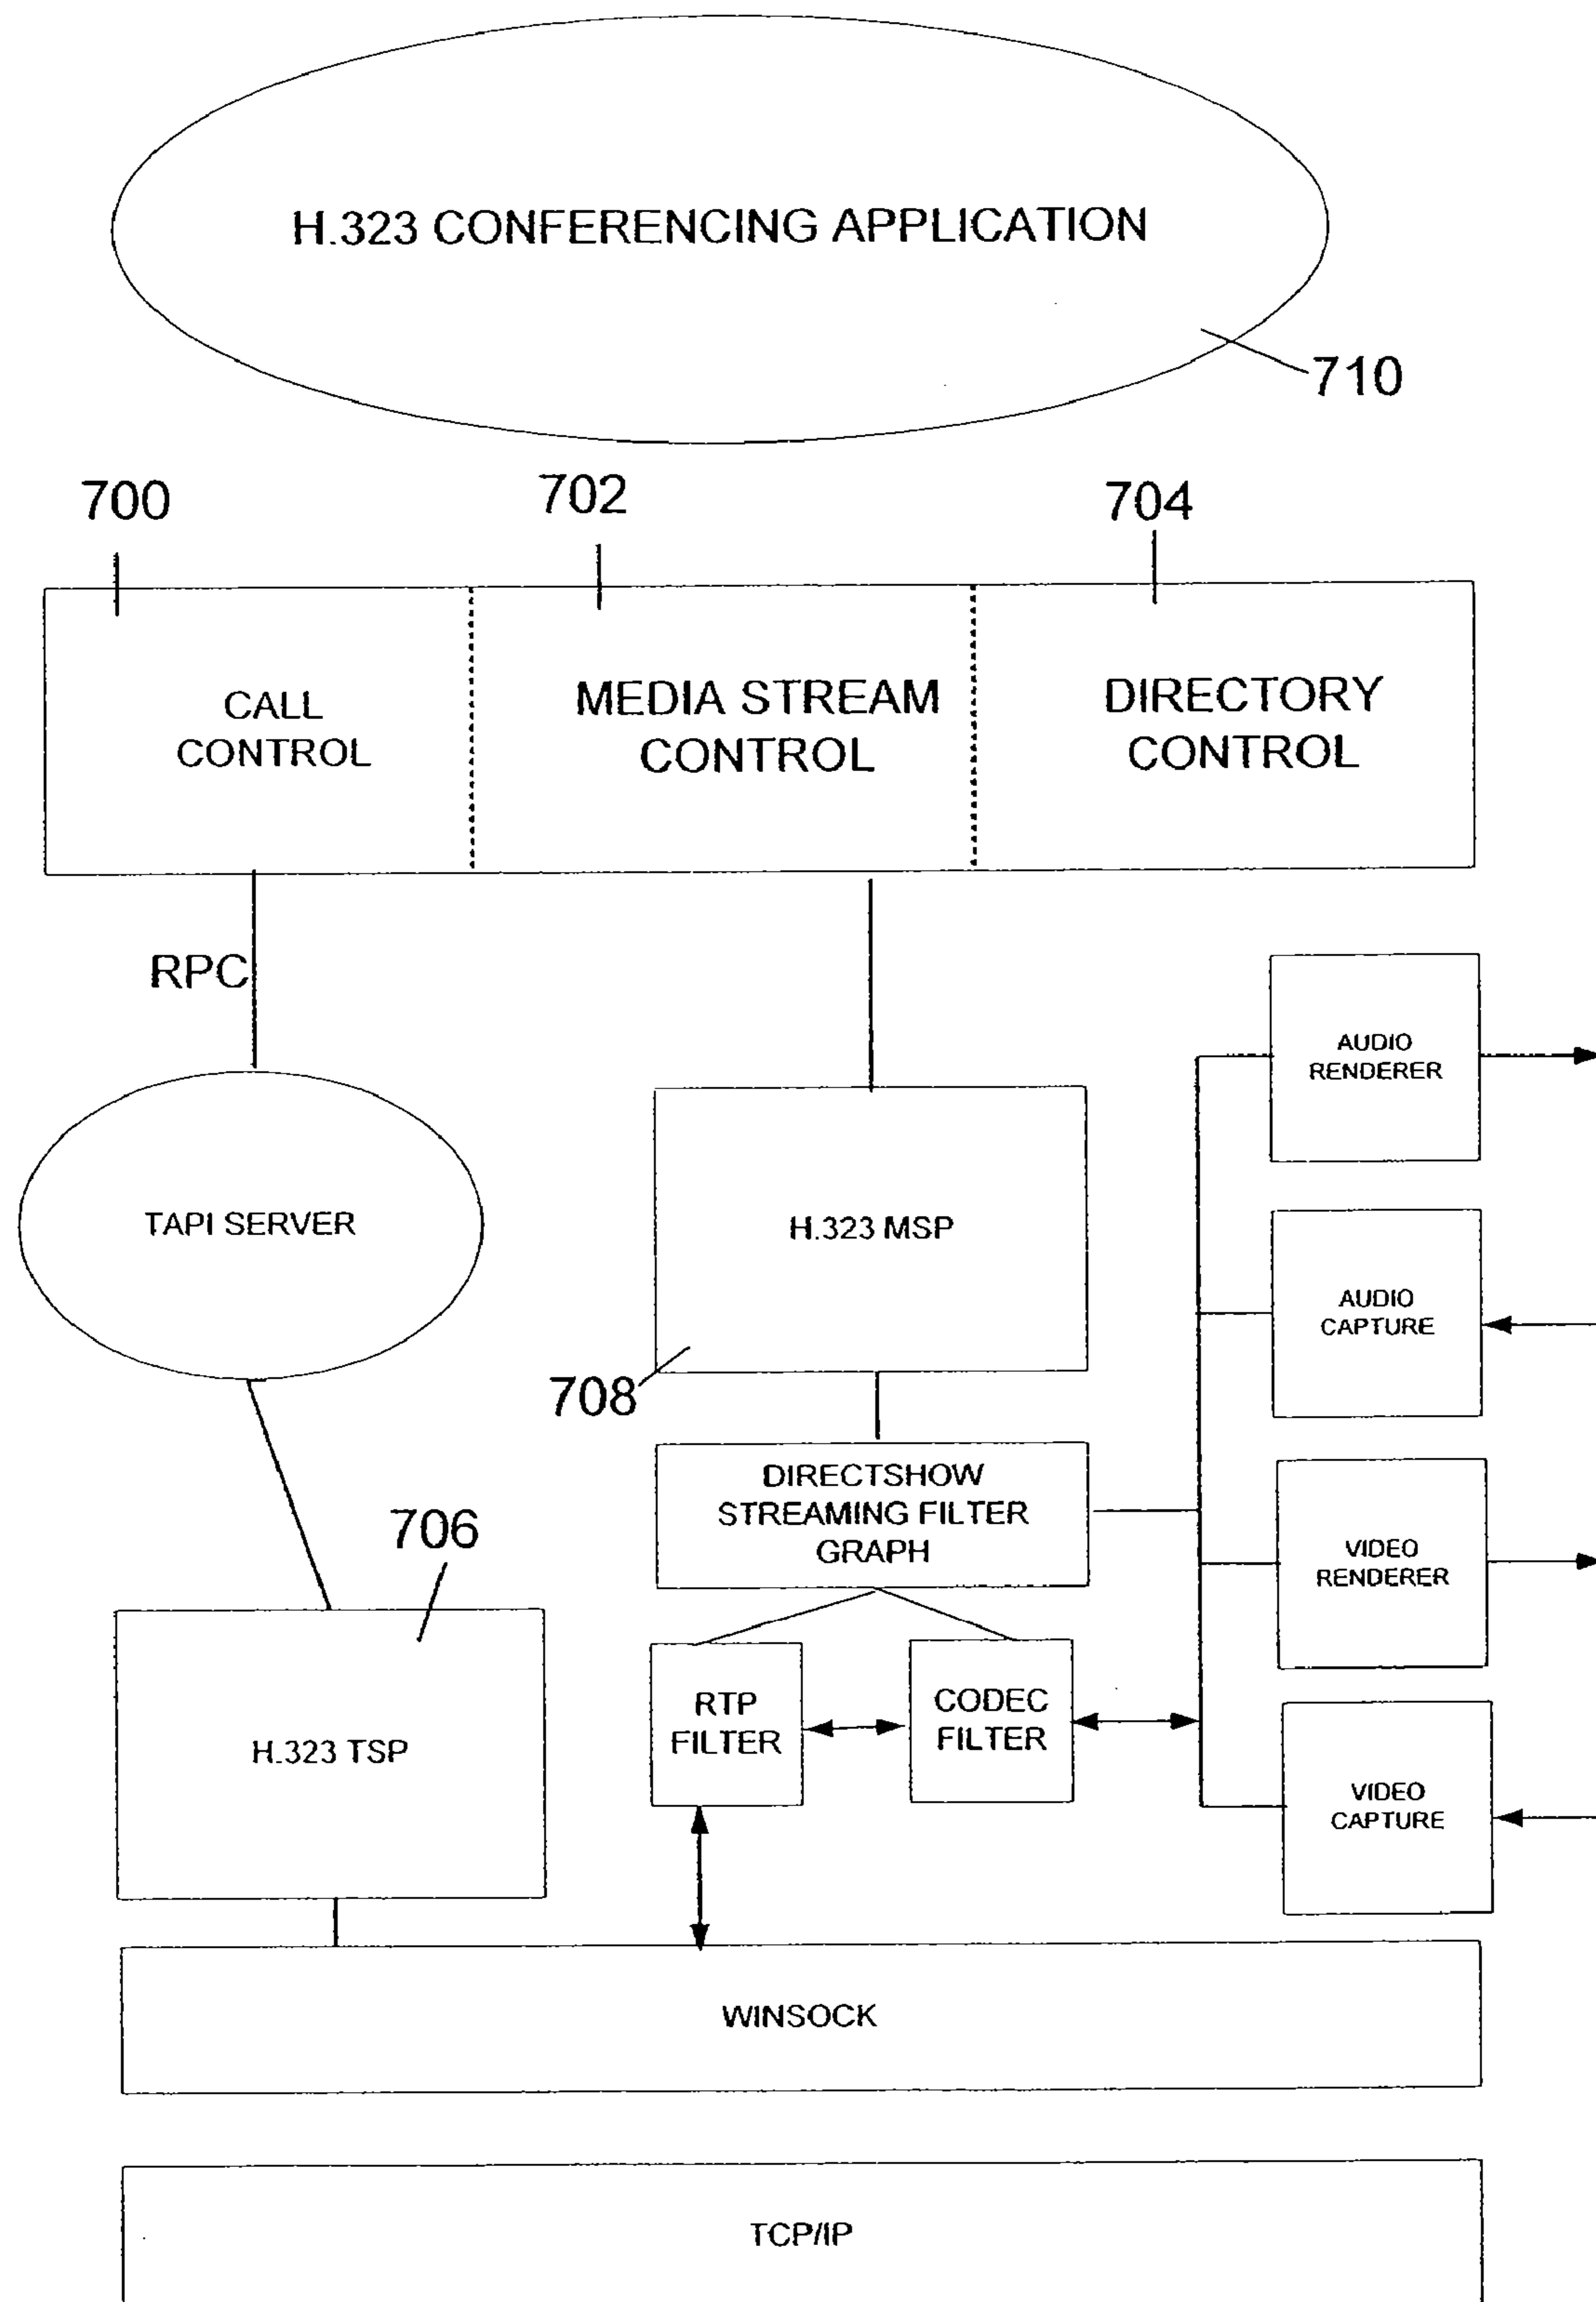 H.323 CONFERENCING APPLICATION
710
700
702
704
CALL
CONTROL
MEDIA STREAM
CONTROL
DIRECTORY
CONTROL
RPC
AUDIO
RENDERER
TAPI SERVER
H.323 MSP
AUDIO
CAPTURE
708
DIRECTSHOW
STREAMING FILTER
GRAPH
706
VIDEO
RENDERER
H.323 TSP
RTP
FILTER
CODEC
FILTER
VIDEO
CAPTURE
WINSOCK
TCP/IP